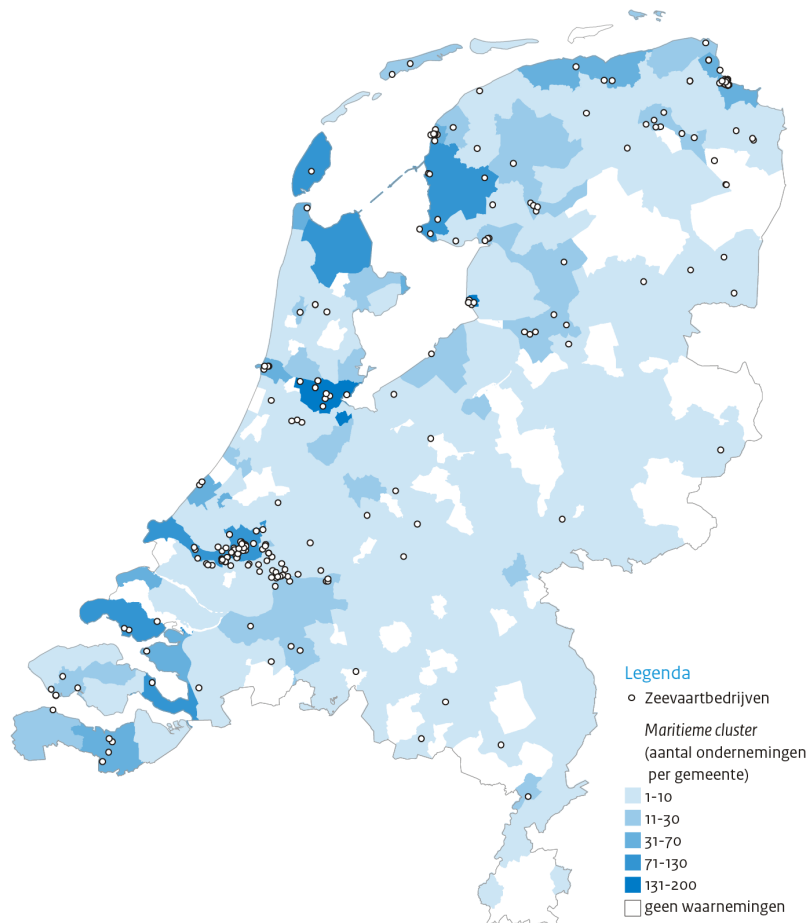 Legenda
Zeevaartbedrijven
Maritieme cluster
(aantal ondernemingen
per gemeente)
1-10
11-30
31-70
71-130
131-200
geen waarnemingen